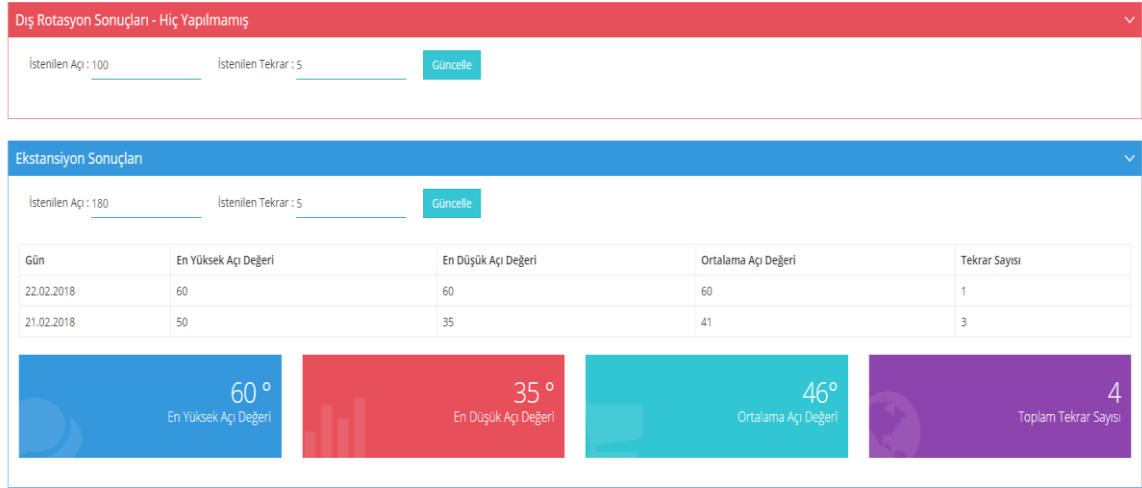 Dış Rotasyon Sonuçları - Hiç Yapılmamış
İstenilen Açı : 100 İstenilen Tekrar : 5 Güncelle
Ekstansiyon Sonuçları
İstenilen Açı : 180 İstenilen Tekrar : 5 Güncelle
Gün En Yüksek Açı Değeri En Düşük Açı Değeri Ortalama Açı Değeri Tekrar Sayısı
22.02.2018 60 60 60 1
21.02.2018 50 35 41 3
60 ° 35 ° 46° 4
En Yüksek Açı Değeri En Düşük Açı Değeri Ortalama Açı Değeri Toplam Tekrar Sayısı